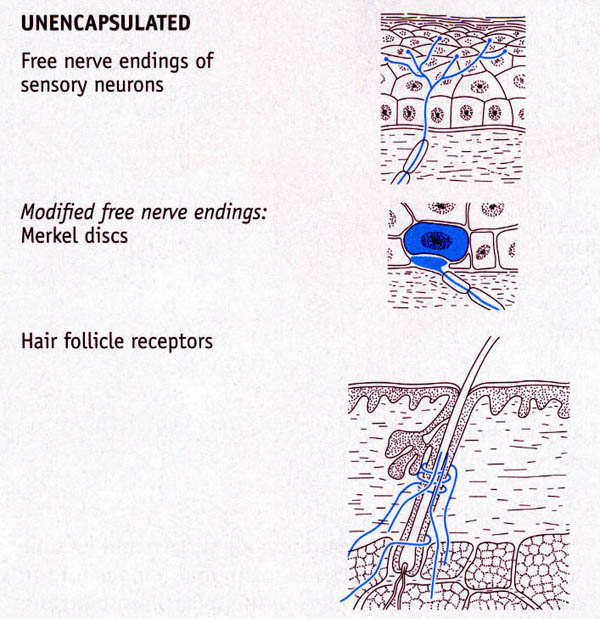 UNENCAPSULATED
Free nerve endings of
sensory neurons
Modified free nerve endings:
Merkel discs
Hair follicle receptors